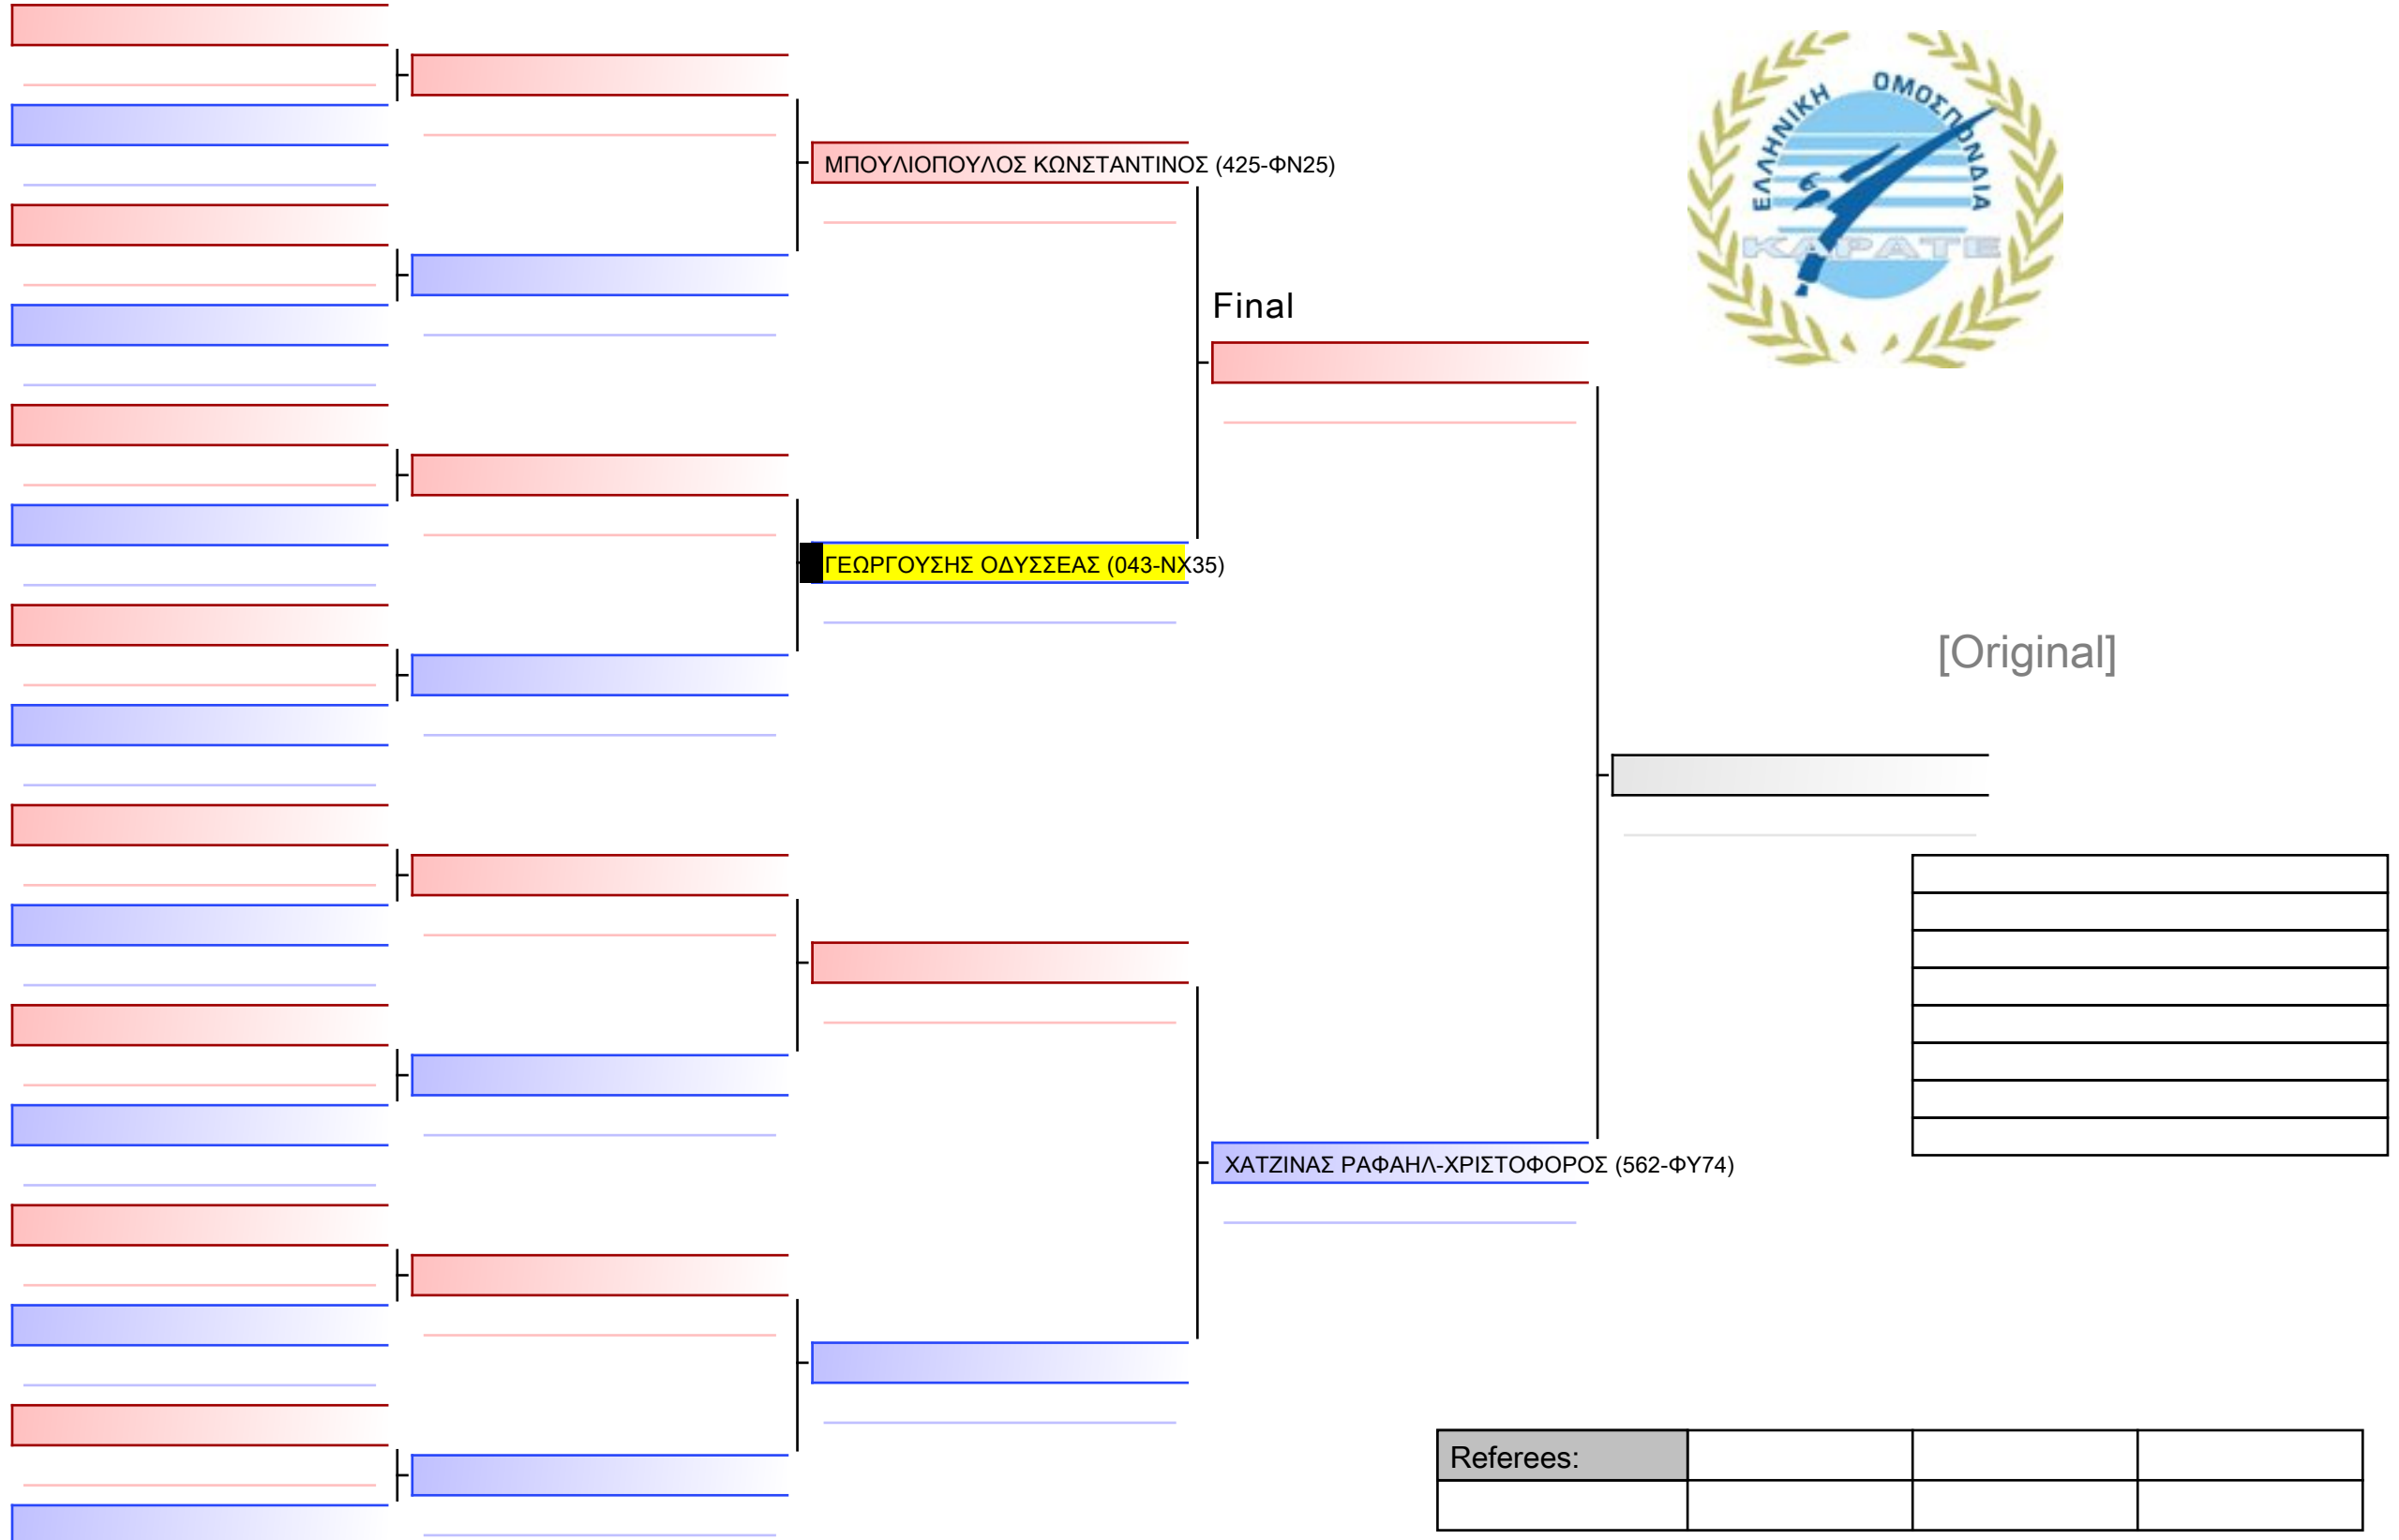 ΕΛΛΗΝΙΚΗ ΟΜΟΣΠΟΝΔΙΑ
ΚΑΡΑΤΕ
ΜΠΟΥΛΙΟΠΟΥΛΟΣ ΚΩΝΣΤΑΝΤΙΝΟΣ (425-ΦΝ25)
Final
ΓΕΩΡΓΟΥΣΗΣ ΟΔΥΣΣΕΑΣ (043-ΝΧ35)
[Original]
ΧΑΤΖΙΝΑΣ ΡΑΦΑΗΛ-ΧΡΙΣΤΟΦΟΡΟΣ (562-ΦΥ74)
Referees: